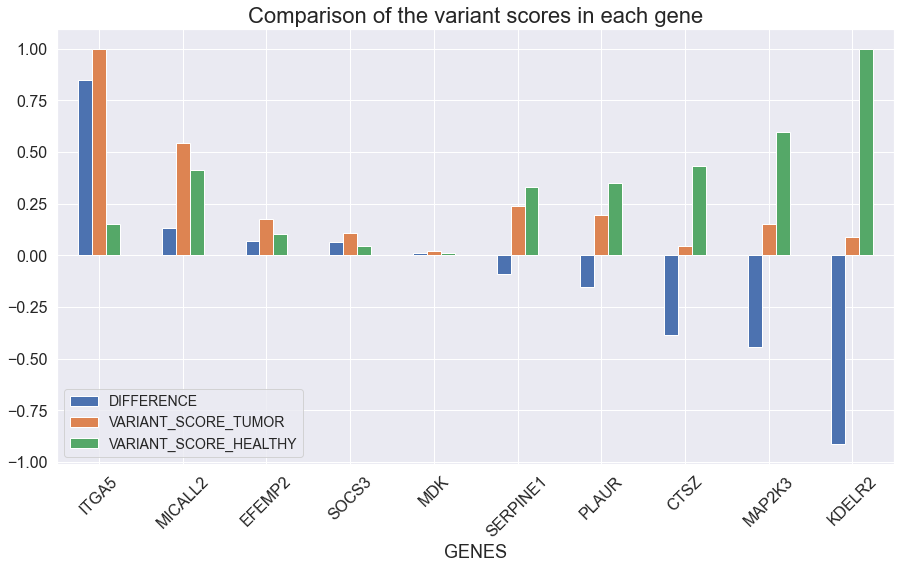 Comparison of the variant scores in each gene
1.00
0.75
0.50
0.25
0.00
−0.25
−0.50
−0.75
−1.00
DIFFERENCE
VARIANT_SCORE_TUMOR
VARIANT_SCORE_HEALTHY
ITGA5
MICALL2
EFEMP2
SOCS3
MDK
SERPINE1
PLAUR
CTSZ
MAP2K3
KDELR2
GENES